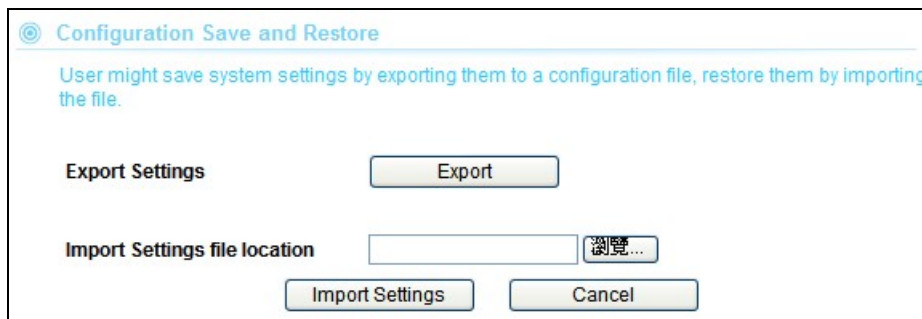 Configuration Save and Restore
User might save system settings by exporting them to a configuration file, restore them by importing
the file.
Export Settings Export
Import Settings file location 瀏覽...
Import Settings Cancel